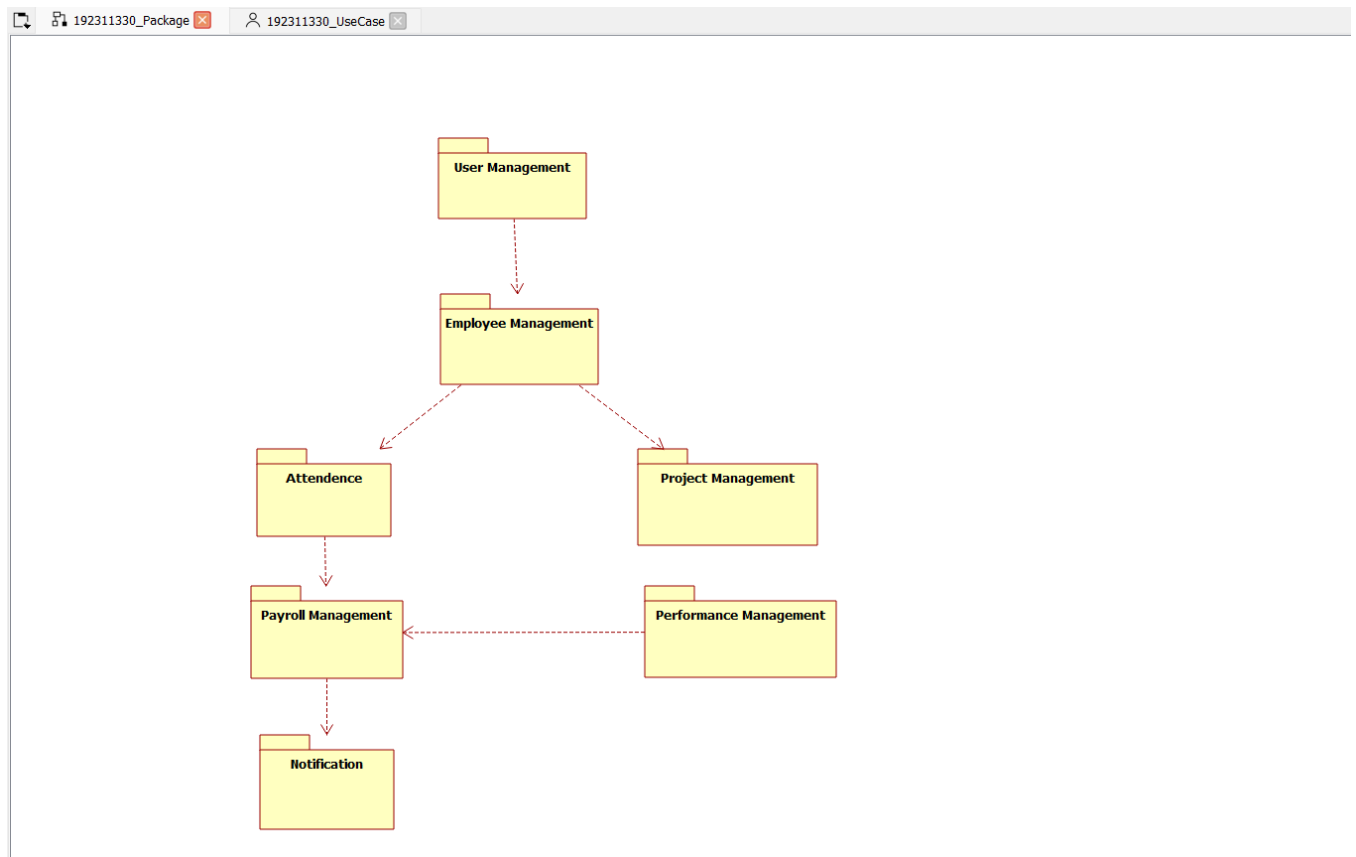 192311330_Package
192311330_UseCase
User Management
Employee Management
Attendence
Project Management
Payroll Management
Performance Management
Notification